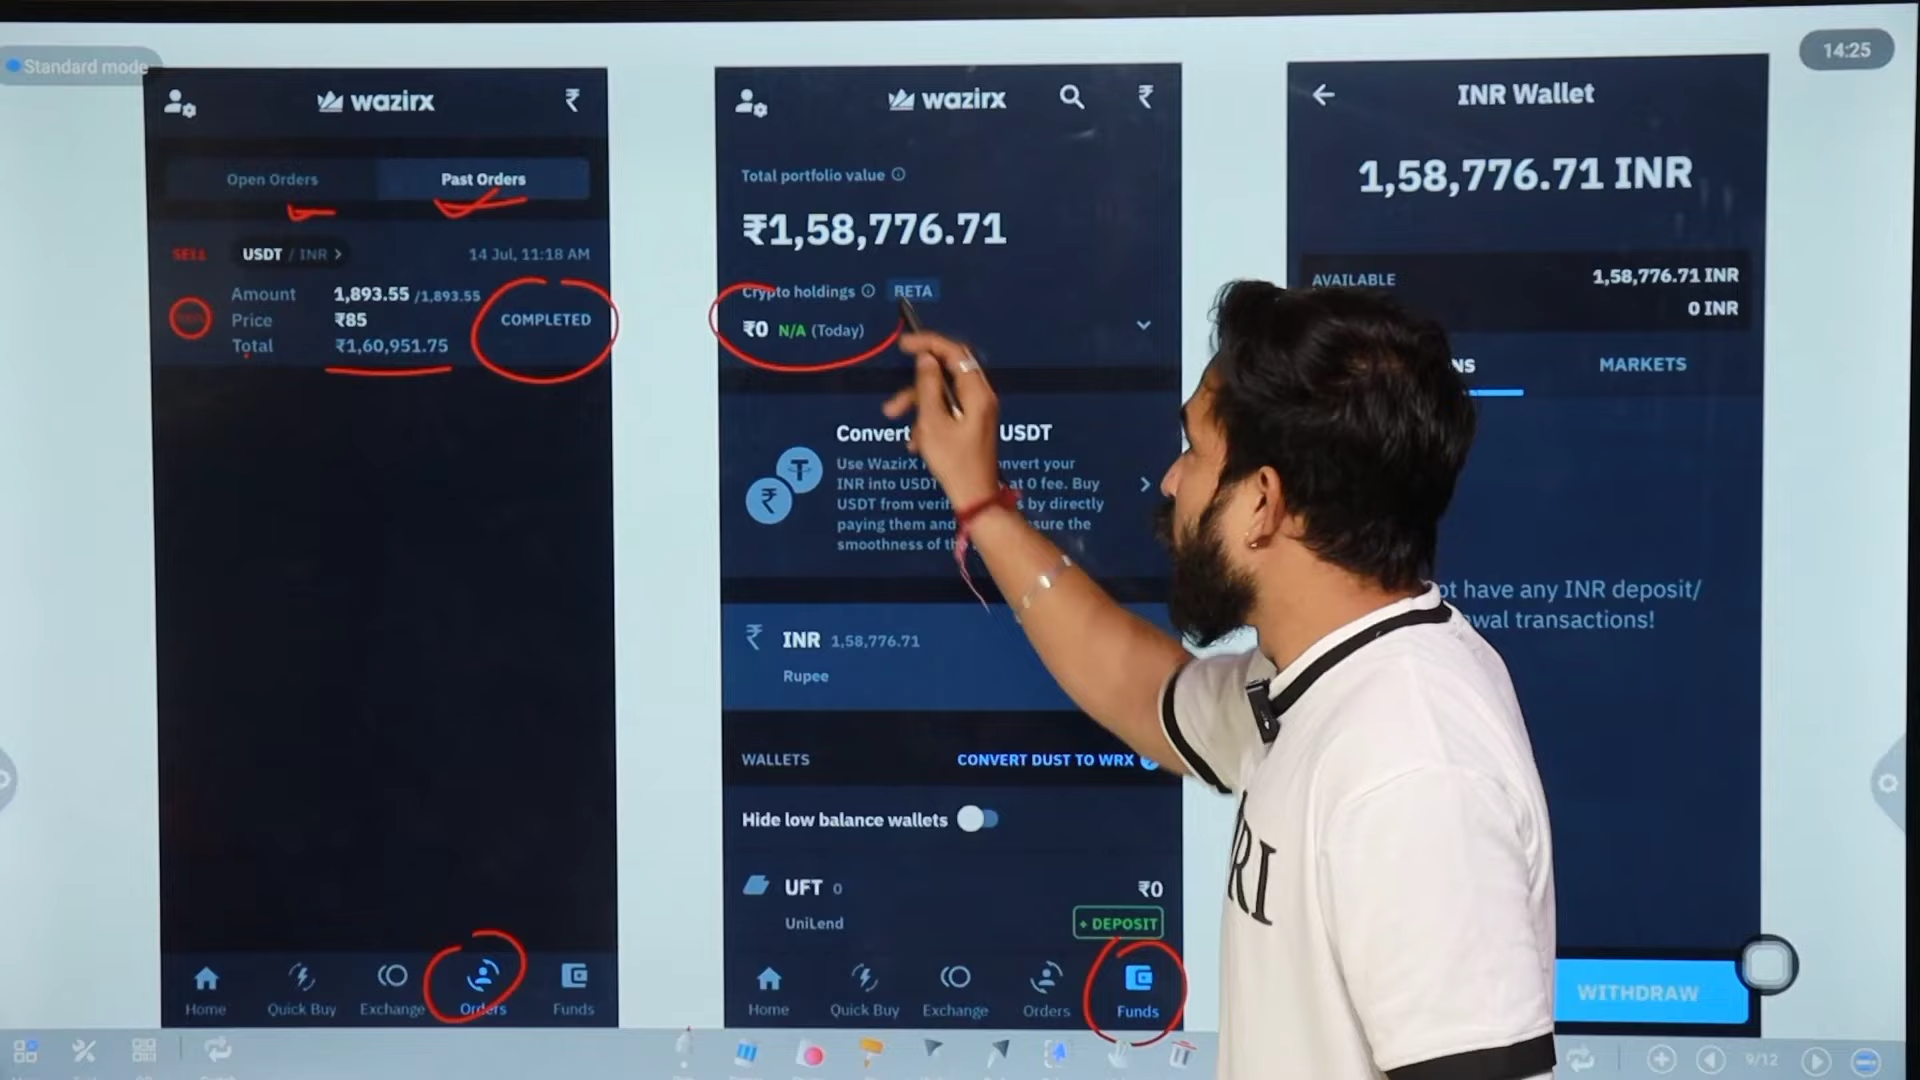 Standard mode
14:25
wazirx
₹
Open Orders
Past Orders
SELL
USDT / INR >
14 Jul, 11:18 AM
Amount 1,893.55 /1,893.55
Price ₹85
Total ₹1,60,951.75
COMPLETED
Home
Quick Buy
Exchange
Orders
Funds
wazirx
₹
Total portfolio value
₹1,58,776.71
Crypto holdings BETA
₹0 N/A (Today)
Convert USDT
Use WazirX nvert your
INR into USDT at 0 fee. Buy
USDT from verif s by directly
paying them and sure the
smoothness of th
₹ INR 1,58,776.71
Rupee
WALLETS
CONVERT DUST TO WRX
Hide low balance wallets
UFT 0 ₹0
UniLend
+ DEPOSIT
Home
Quick Buy
Exchange
Orders
Funds
INR Wallet
1,58,776.71 INR
AVAILABLE 1,58,776.71 INR
0 INR
NS
MARKETS
ot have any INR deposit/
wal transactions!
WITHDRAW
RI
9/12